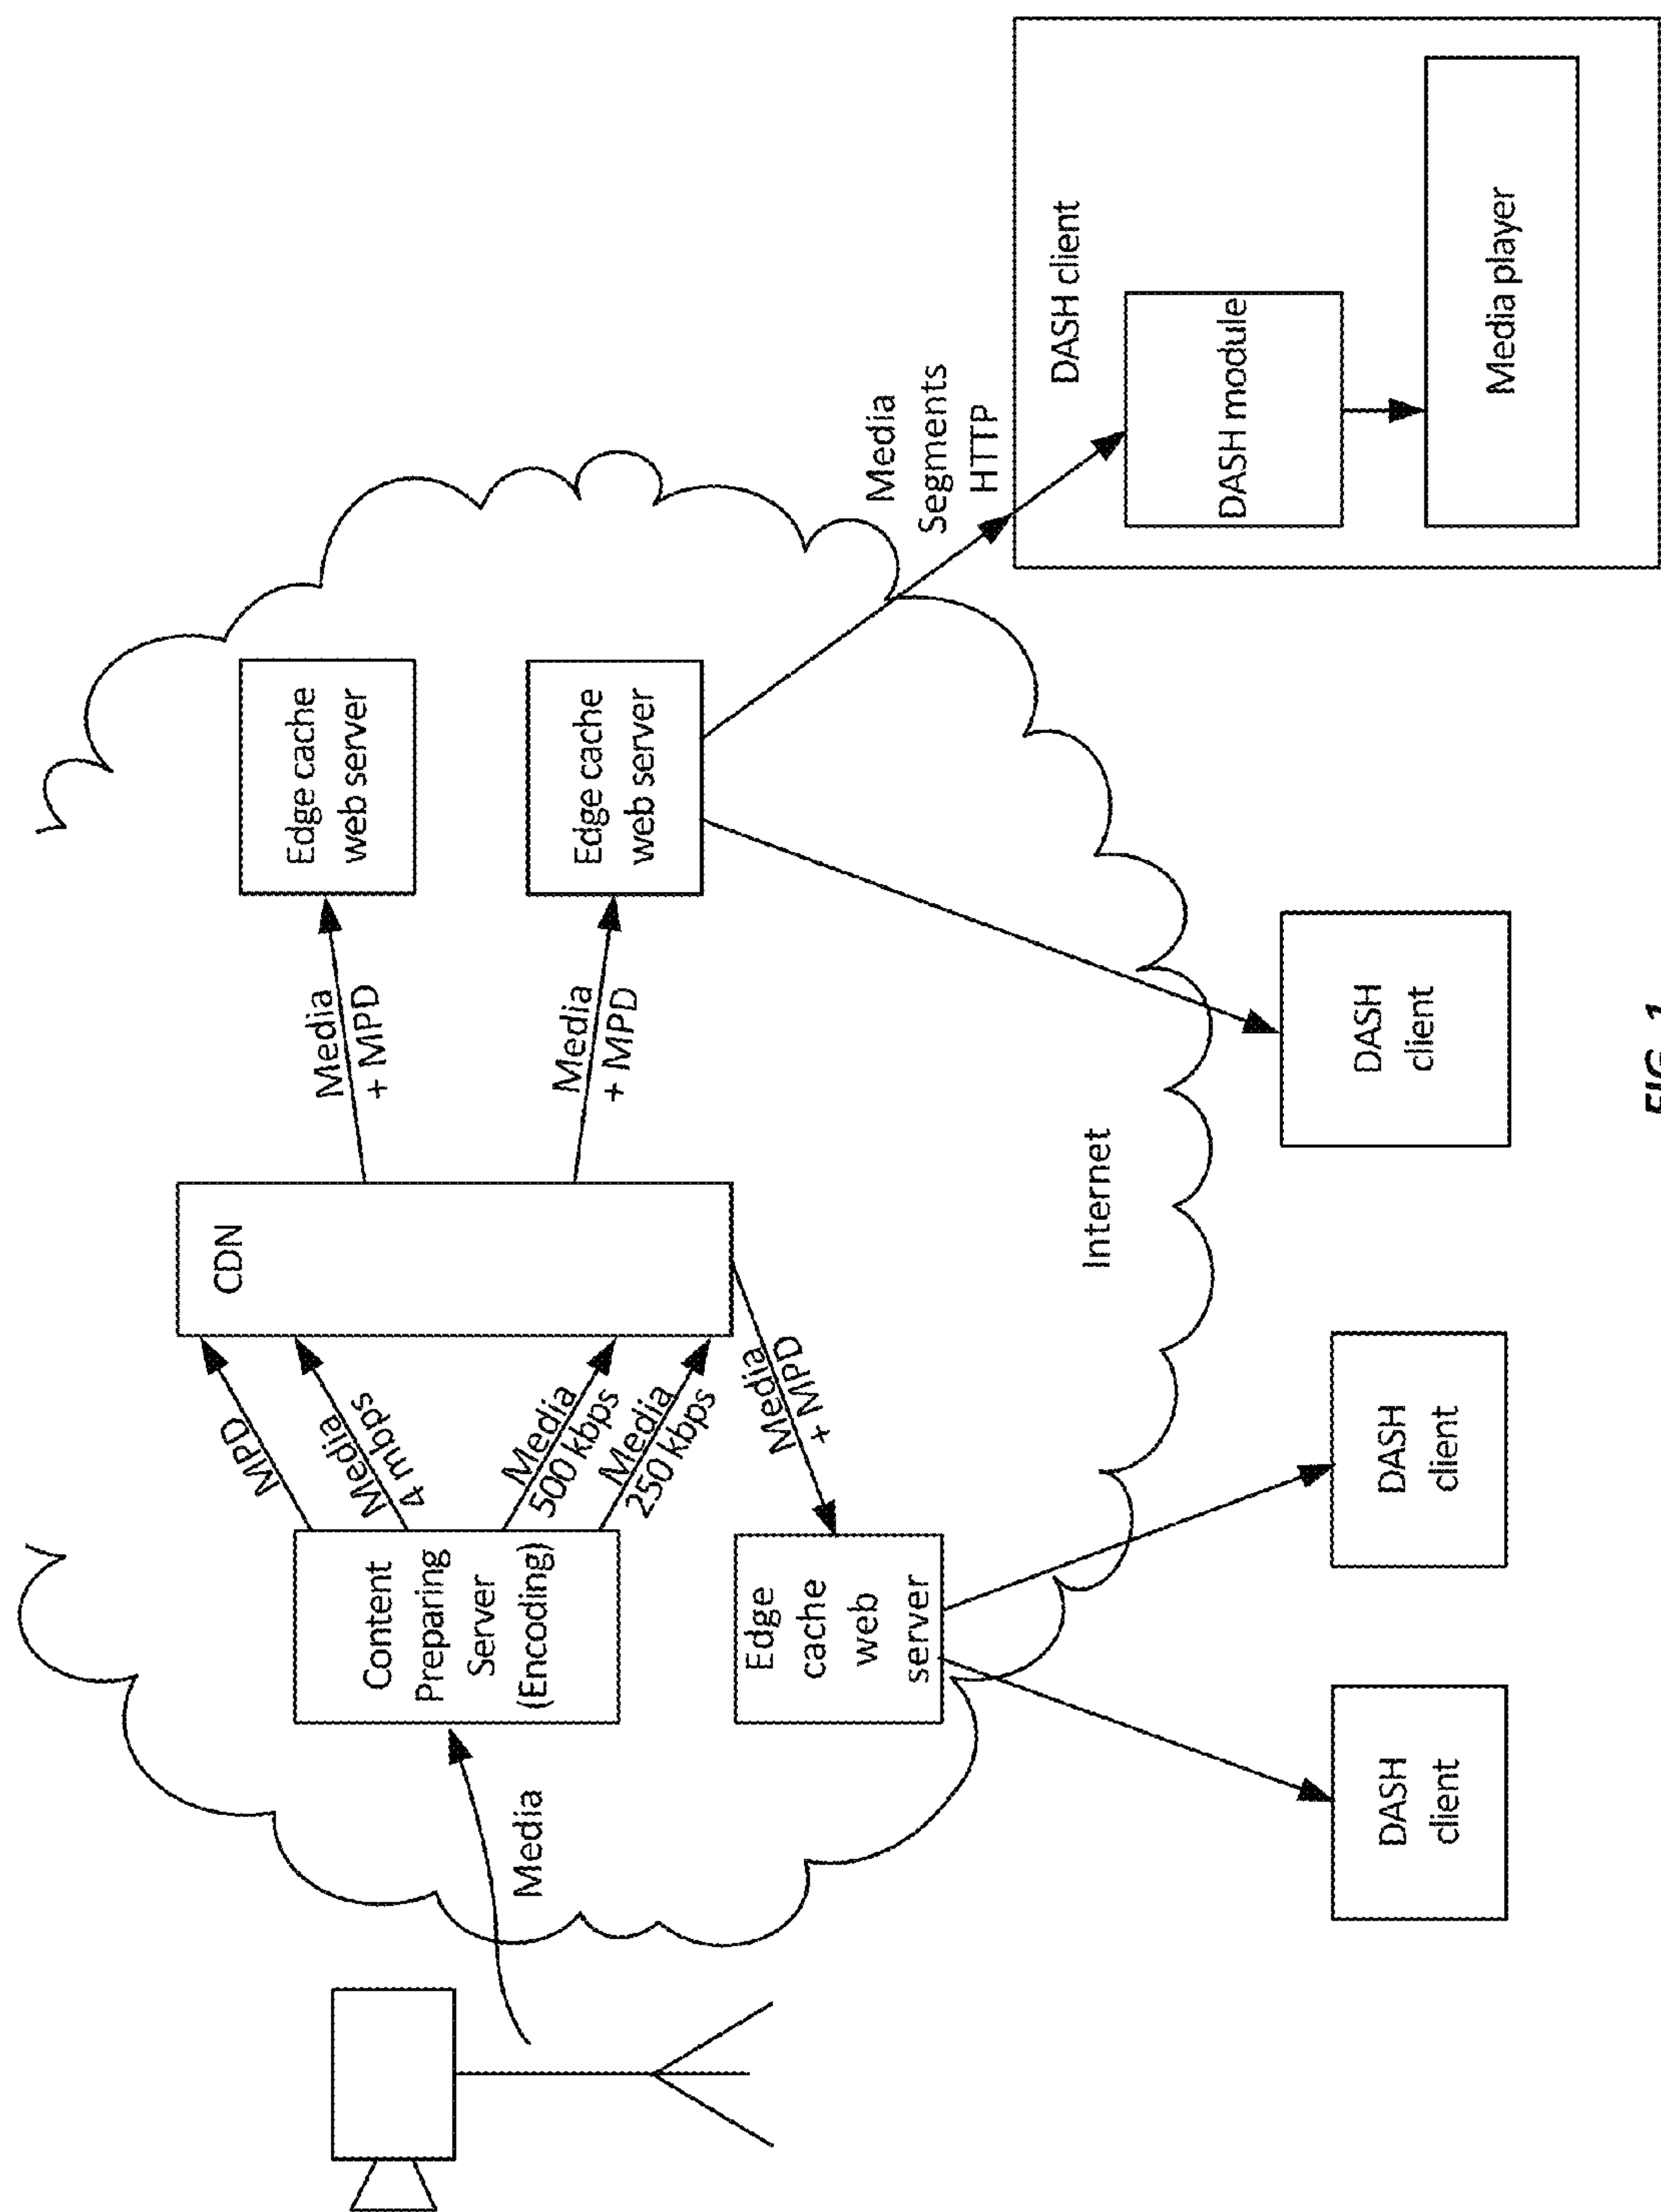 Media
Content
Preparing
Server
(Encoding)
MPD
Media
4 mbps
Media
500 kbps
Media
250 kbps
CDN
Media
+ MPD
Edge cache
web server
Media
+ MPD
Edge cache
web server
Media
+ MPD
Edge
cache
web
server
Internet
Media
Segments
HTTP
DASH client
DASH module
Media player
DASH
client
DASH
client
DASH
client
FIG. 1